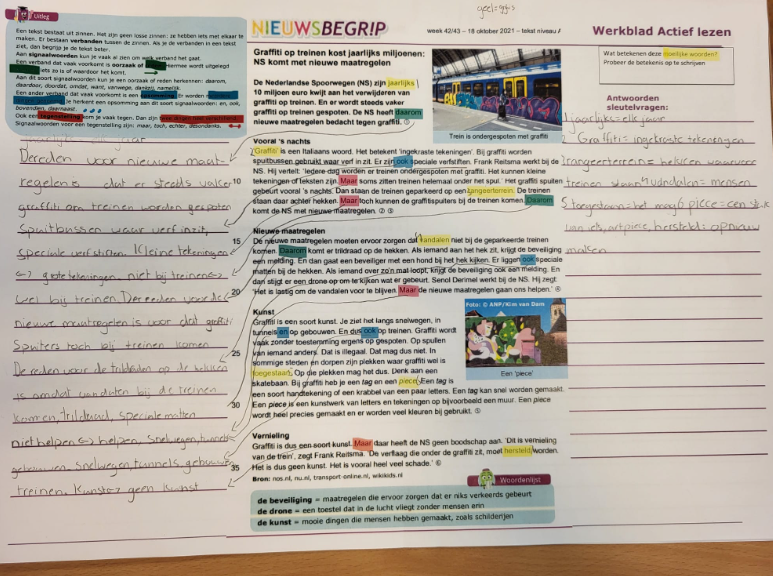 geel=
Uitleg
Een tekst bestaat uit zinnen. Het zijn geen losse zinnen: ze hebben iets met elkaar te
maken. Er bestaan verbanden tussen de zinnen. Als je de verbanden in een tekst
ziet, dan begrijp je de tekst beter.
Aan signaalwoorden kun je vaak al zien om welk verband het gaat.
Een verband dat vaak voorkomt is oorzaak of hiermee wordt uitgelegd
iets zo is of waardoor het komt.
Aan dit soort signaalwoorden kun je een oorzaak of reden herkennen: daarom,
daardoor, doordat, omdat, want, vanwege, dankzij, namelijk.
Een ander verband dat vaak voorkomt is een Er worden
Je herkent een opsomming aan dit soort signaalwoorden: en, ook,
bovendien, daarnaast.
Ook een tegenstelling kom je vaak tegen. Dan zijn
Signaalwoorden voor een tegenstelling zijn: maar, toch, echter, desondanks.
NIEUWSBEGRIP
week 42/43 – 18 oktober 2021 – tekst niveau
Werkblad Actief lezen
Graffiti op treinen kost jaarlijks miljoenen:
NS komt met nieuwe maatregelen
De Nederlandse Spoorwegen (NS) zijn jaarlijks
10 miljoen euro kwijt aan het verwijderen van
graffiti op treinen. En er wordt steeds vaker
graffiti op treinen gespoten. De NS heeft daarom
nieuwe maatregelen bedacht tegen graffiti. ①
Trein is ondergespoten met graffiti
Wat betekenen deze moeilijke woorden?
Probeer de betekenis op te schrijven
Antwoorden
sleutelvragen:
1 jaarlijks = elk jaar
2 Graffiti = ingekraste tekeningen
treinen staan 4 vandalen = mensen
5 toegestaan = het mag 6 piece = een
maken
De reden voor nieuwe maat-
regelen is dat er steeds vaker
graffiti op treinen worden gespoten
Spuitbussen waar verf in zit,
speciale verfstiften. Kleine tekeningen
<-> grote tekeningen. niet bij treinen <->
wel bij treinen De reden voor de
nieuwe maatregelen is voor dat graffiti
Spuiters toch bij treinen komen
De reden voor de trildraden op de hekken
is omdat vandalen bij de treinen
komen, trildraad, speciale matten
niet helpen <-> helpen, Snelwegen, tunnels
gebouwen. Snelwegen, tunnels, gebouwen
treinen. Kunst <-> geen kunst
Vooral 's nachts
Graffiti is een Italiaans woord. Het betekent 'ingekraste tekeningen'. Bij graffiti worden
spuitbussen gebruikt waar verf in zit. Er zijn ook speciale verfstiften. Frank Reitsma werkt bij de
NS. Hij vertelt: 'Iedere dag worden er treinen ondergespoten met graffiti. Het kunnen kleine
10 tekeningen of teksten zijn. Maar soms zitten treinen helemaal onder het spul.' Het graffiti spuiten
gebeurt vooral 's nachts. Dan staan de treinen geparkeerd op een rangeerterrein. De treinen
staan daar achter hekken. Maar toch kunnen de graffitispuiters bij de treinen komen. Daarom
komt de NS met nieuwe maatregelen. ② ③
Nieuwe maatregelen
15 De nieuwe maatregelen moeten ervoor zorgen dat vandalen niet bij de geparkeerde treinen
komen. Daarom komt er trildraad op de hekken. Als iemand aan het hek zit, krijgt de beveiliging
een melding. En dan gaat een beveiliger met een hond bij het hek kijken. Er liggen ook speciale
matten bij de hekken. Als iemand over zo'n mat loopt, krijgt de beveiliging ook een melding. En
dan stijgt er een drone op om te kijken wat er gebeurt. Senol Derimel werkt bij de NS. Hij zegt:
20 'Het is lastig om de vandalen voor te blijven. Maar de nieuwe maatregelen gaan ons helpen.' ④
Kunst
Graffiti is een soort kunst. Je ziet het langs snelwegen, in
tunnels en op gebouwen. En dus ook op treinen. Graffiti wordt
vaak zonder toestemming ergens op gespoten. Op spullen
25 van iemand anders. Dat is illegaal. Dat mag dus niet. In
sommige steden en dorpen zijn plekken waar graffiti wel is
toegestaan. Op die plekken mag het dus. Denk aan een
skatebaan. Bij graffiti heb je een tag en een piece. Een tag is
een soort handtekening of een krabbel van een paar letters. Een tag kan snel worden gemaakt.
30 Een piece is een kunstwerk van letters en tekeningen op bijvoorbeeld een muur. Een piece
wordt heel precies gemaakt en er worden veel kleuren bij gebruikt. ⑤
Foto: © ANP/Kim van Dam
Een 'piece'
Vernieling
Graffiti is dus een soort kunst. Maar daar heeft de NS geen boodschap aan. 'Dit is vernieling
van de trein', zegt Frank Reitsma. 'De verflaag die onder de graffiti zit, moet hersteld worden.
35 Het is dus geen kunst. Het is vooral heel veel schade.' ⑥
Bron: nos.nl, nu.nl, transport-online.nl, wikikids.nl
Woordenlijst
de beveiliging = maatregelen die ervoor zorgen dat er niks verkeerds gebeurt
de drone = een toestel dat in de lucht vliegt zonder mensen erin
de kunst = mooie dingen die mensen hebben gemaakt, zoals schilderijen